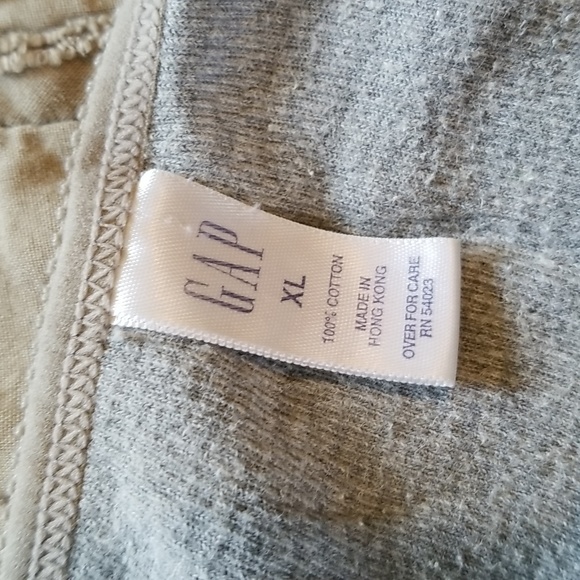 GAP
XL
100% COTTON
MADE IN
HONG KONG
OVER FOR CARE
RN 54023